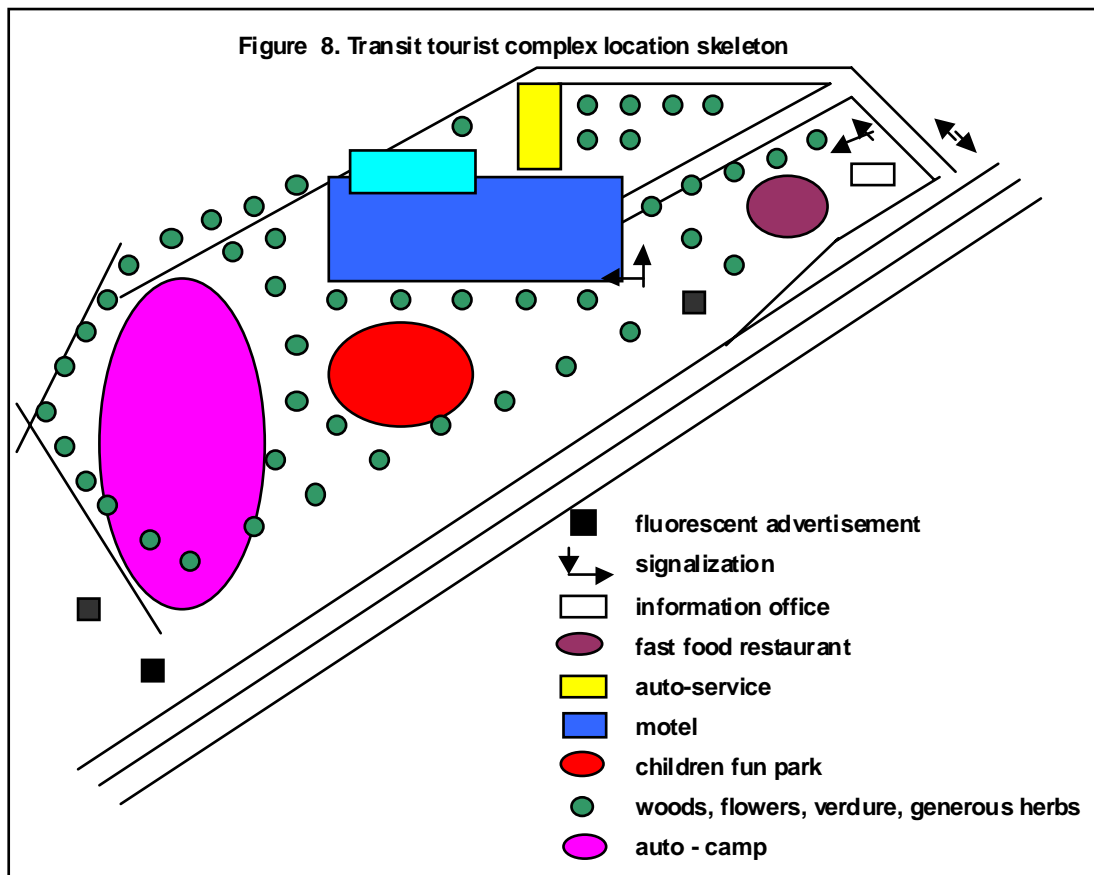 Figure 8. Transit tourist complex location skeleton
fluorescent advertisement
signalization
information office
fast food restaurant
auto-service
motel
children fun park
woods, flowers, verdure, generous herbs
auto - camp